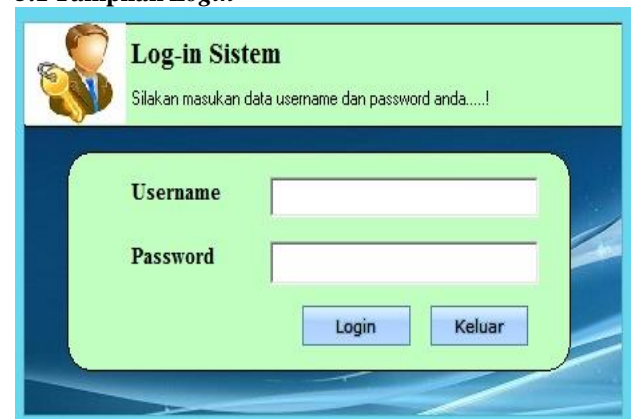 Log-in Sistem
Silakan masukan data username dan password anda.....!
Username
Password
Login Keluar